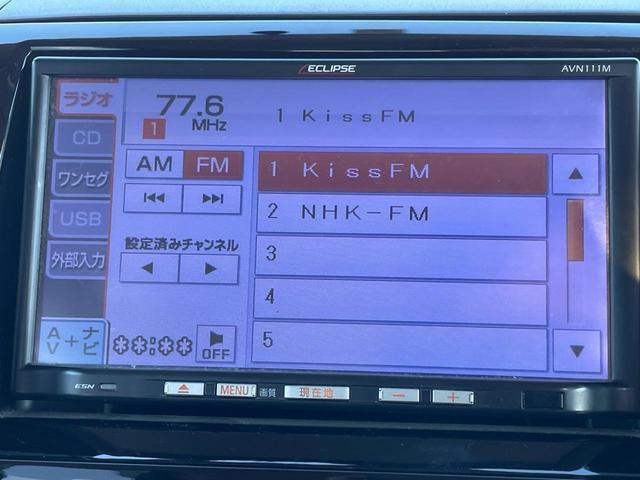 ECLIPSE AVN111M
ラジオ
CD
ワンセグ
USB
外部入力
AV+ナビ
77.6 MHz
1
1 KissFM
AM FM
設定済みチャンネル
1 KissFM
2 NHK-FM
3
4
5
**:**
OFF
ESN
MENU 画質 現在地 − +